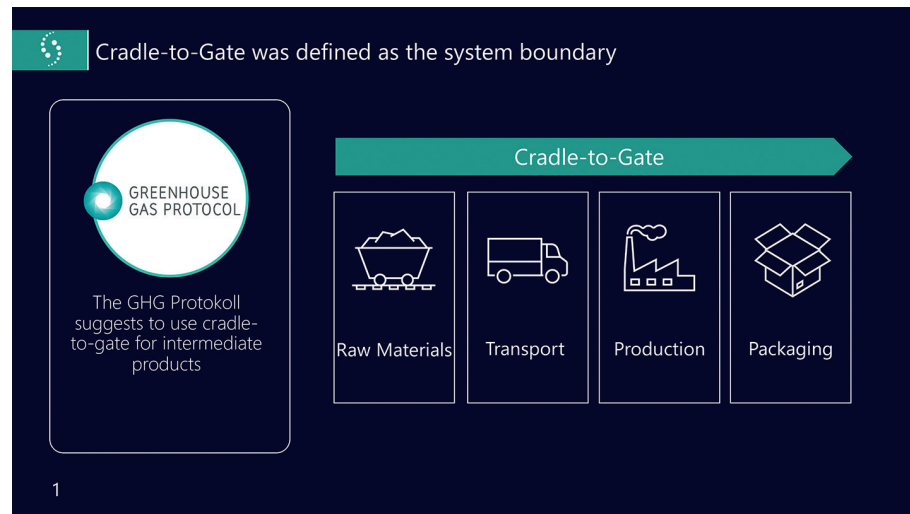 Cradle-to-Gate was defined as the system boundary
GREENHOUSE
GAS PROTOCOL
The GHG Protokoll
suggests to use cradle-
to-gate for intermediate
products
Cradle-to-Gate
Raw Materials
Transport
Production
Packaging
1